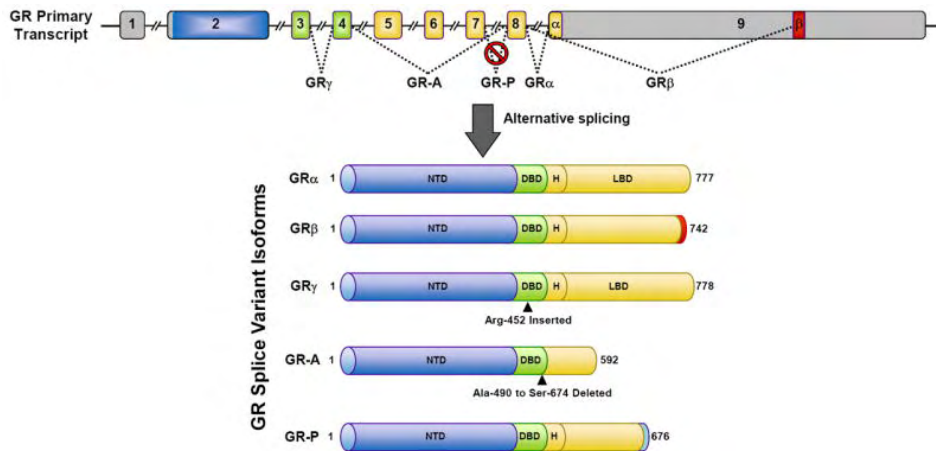 GR Primary
Transcript
1 2 3 4 5 6 7 8 α 9 β
GRγ GR-A GR-P GRα GRβ
Alternative splicing
GR Splice Variant Isoforms
GRα 1 NTD DBD H LBD 777
GRβ 1 NTD DBD H 742
GRγ 1 NTD DBD H LBD 778
Arg-452 Inserted
GR-A 1 NTD DBD 592
Ala-490 to Ser-674 Deleted
GR-P 1 NTD DBD H 676